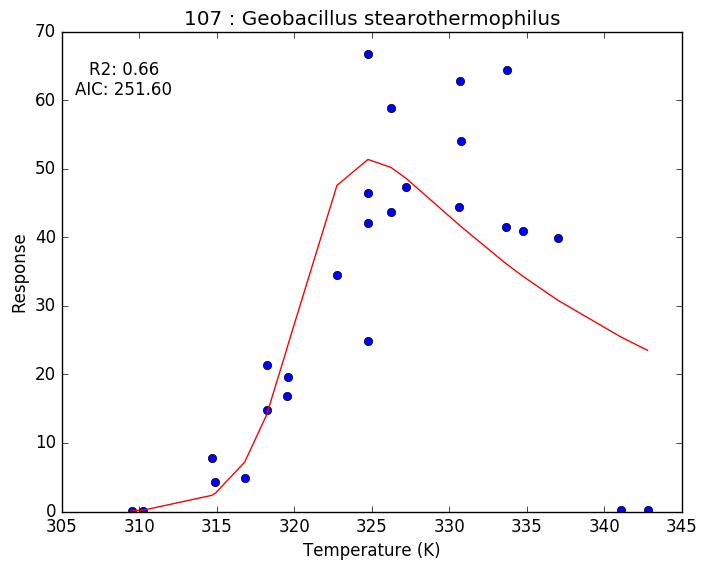 107 : Geobacillus stearothermophilus
R2: 0.66
AIC: 251.60
Response
70
60
50
40
30
20
10
0
305 310 315 320 325 330 335 340 345
Temperature (K)